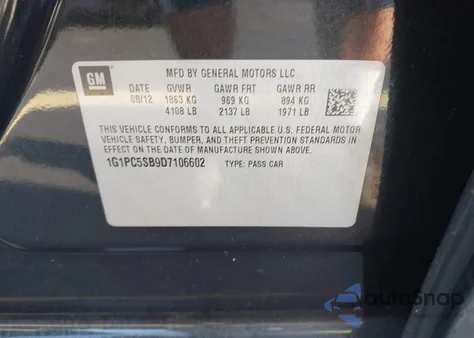 GM
MFD BY GENERAL MOTORS LLC
DATE GVWR GAWR FRT GAWR RR
08/12 1863 KG 969 KG 894 KG
4108 LB 2137 LB 1971 LB
THIS VEHICLE CONFORMS TO ALL APPLICABLE U.S. FEDERAL MOTOR
VEHICLE SAFETY, BUMPER, AND THEFT PREVENTION STANDARDS IN
EFFECT ON THE DATE OF MANUFACTURE SHOWN ABOVE.
1G1PC5SB9D7106602 TYPE: PASS CAR
AutoSnap